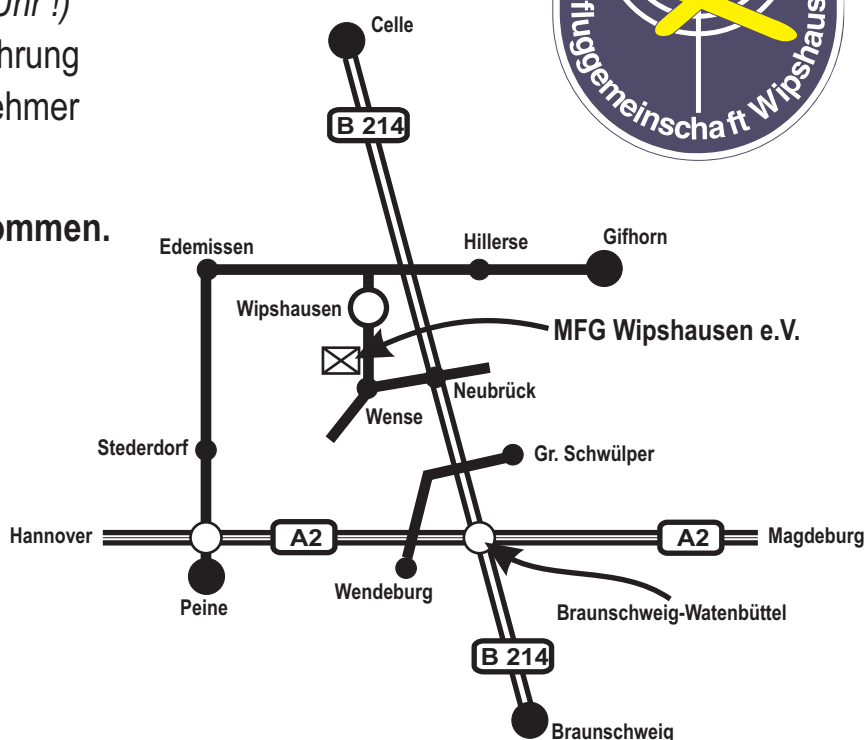 Uhr !)
Celle
hrung
ehmer
fluggemeinschaft Wipshaus
B 214
ommen.
Edemissen
Hillerse
Gifhorn
Wipshausen
MFG Wipshausen e.V.
Neubrück
Wense
Stederdorf
Gr. Schwülper
Hannover
A2
A2
Magdeburg
Wendeburg
Peine
Braunschweig-Watenbüttel
B 214
Braunschweig